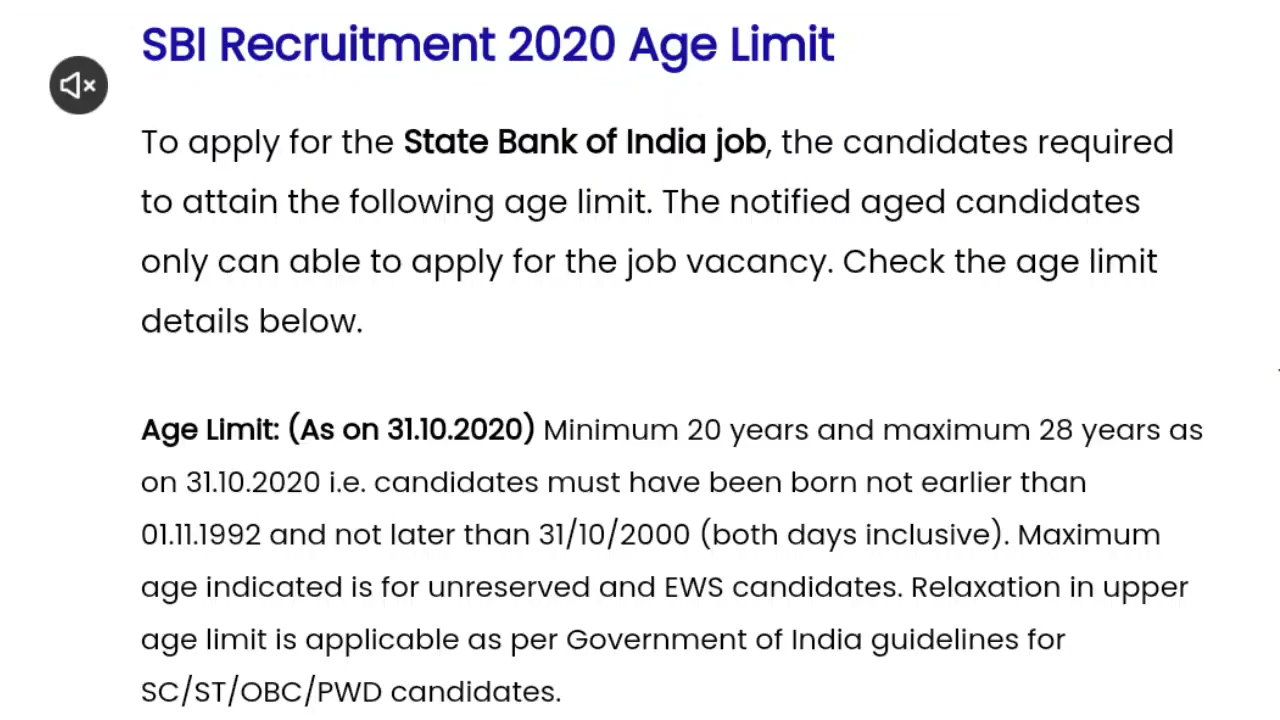 SBI Recruitment 2020 Age Limit
To apply for the State Bank of India job, the candidates required
to attain the following age limit. The notified aged candidates
only can able to apply for the job vacancy. Check the age limit
details below.
Age Limit: (As on 31.10.2020) Minimum 20 years and maximum 28 years as
on 31.10.2020 i.e. candidates must have been born not earlier than
01.11.1992 and not later than 31/10/2000 (both days inclusive). Maximum
age indicated is for unreserved and EWS candidates. Relaxation in upper
age limit is applicable as per Government of India guidelines for
SC/ST/OBC/PWD candidates.